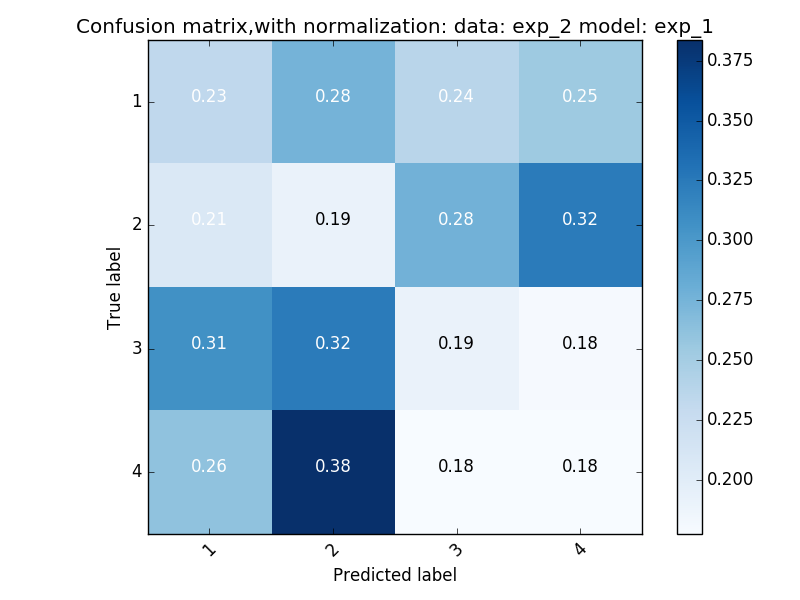 Confusion matrix,with normalization: data: exp_2 model: exp_1
True label
1 0.23 0.28 0.24 0.25
2 0.21 0.19 0.28 0.32
3 0.31 0.32 0.19 0.18
4 0.26 0.38 0.18 0.18
1 2 3 4
Predicted label
0.375
0.350
0.325
0.300
0.275
0.250
0.225
0.200